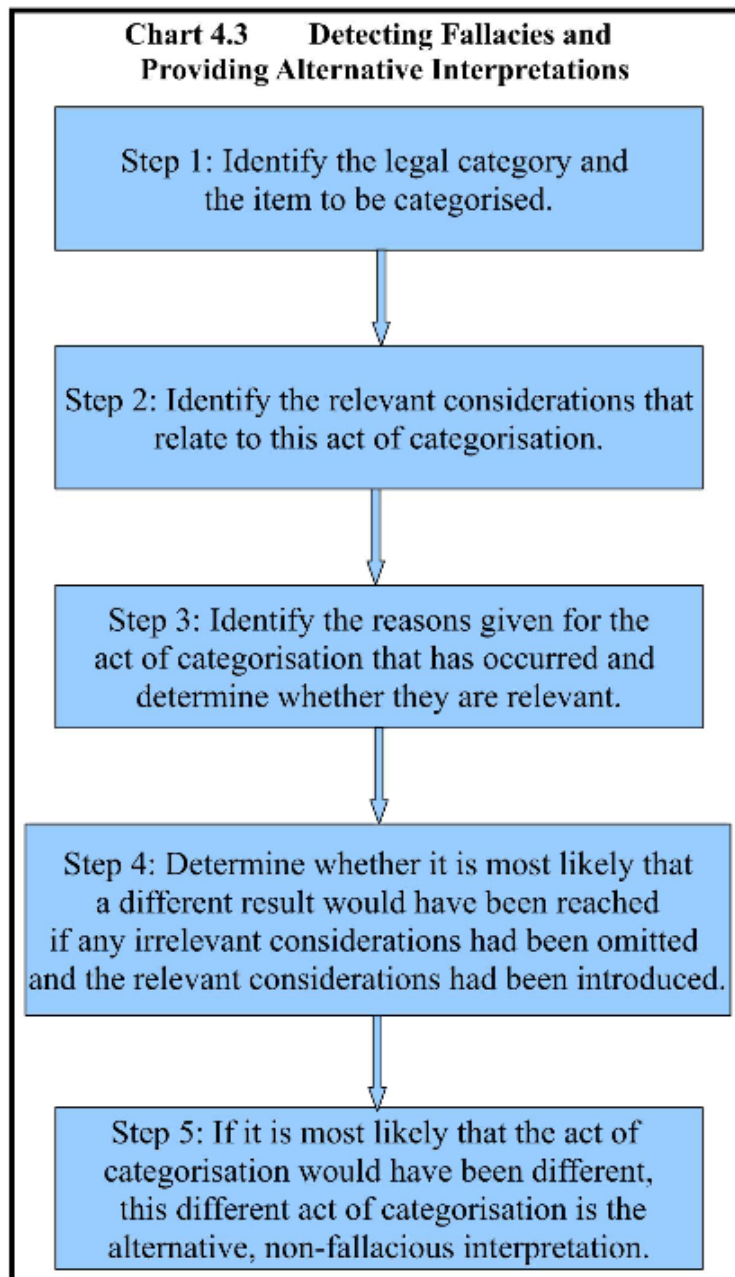 Chart 4.3 Detecting Fallacies and
Providing Alternative Interpretations
Step 1: Identify the legal category and
the item to be categorised.
Step 2: Identify the relevant considerations that
relate to this act of categorisation.
Step 3: Identify the reasons given for the
act of categorisation that has occurred and
determine whether they are relevant.
Step 4: Determine whether it is most likely that
a different result would have been reached
if any irrelevant considerations had been omitted
and the relevant considerations had been introduced.
Step 5: If it is most likely that the act of
categorisation would have been different,
this different act of categorisation is the
alternative, non-fallacious interpretation.